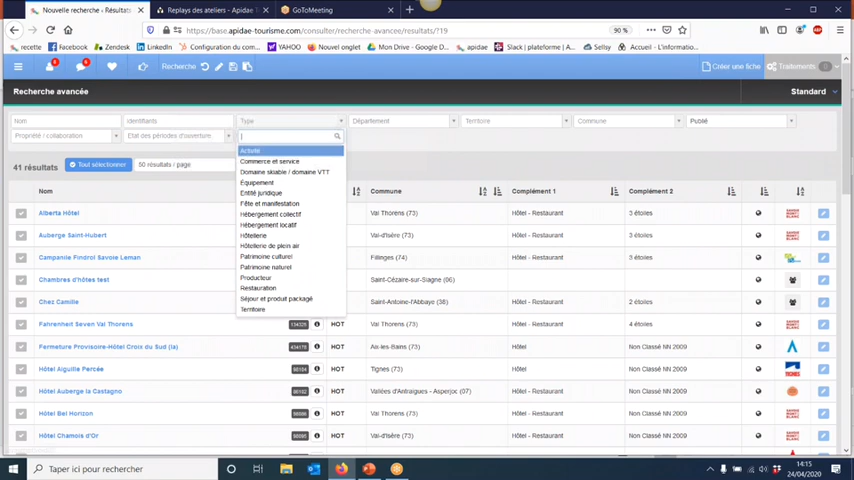 Nouvelle recherche - Résultats
Replays des ateliers - Apidae T
GoToMeeting
https://base.apidae-tourisme.com/consulter/recherche-avancee/resultats/?19
90 %
recette
Facebook
Zendesk
LinkedIn
Configuration du com...
YAHOO
Nouvel onglet
Mon Drive - Google D...
apidae
Slack | plateforme | A...
Sellsy
Accueil - L'informatio...
Recherche
Créer une fiche
Traitements
0
Recherche avancée
Standard
Nom
Identifiants
Type
Département
Territoire
Commune
Publié
Propriété / collaboration
Etat des périodes d'ouverture.
Activité
Commerce et service
Domaine skiable / domaine VTT
Équipement
Entité juridique
Fête et manifestation
Hébergement collectif
Hébergement locatif
Hôtellerie
Hôtellerie de plein air
Patrimoine culturel
Patrimoine naturel
Producteur
Restauration
Séjour et produit packagé
Territoire
41 résultats
Tout sélectionner
50 résultats / page
Nom
Commune
Complément 1
Complément 2
Alberta Hôtel
Val Thorens (73)
Hôtel - Restaurant
3 étoiles
Auberge Saint-Hubert
Val-d'Isère (73)
Hôtel - Restaurant
3 étoiles
Campanile Findrol Savoie Leman
Fillinges (74)
Hôtel - Restaurant
3 étoiles
Chambres d'hôtes test
Saint-Cézaire-sur-Siagne (06)
Chez Camille
Saint-Antoine-l'Abbaye (38)
Hôtel - Restaurant
2 étoiles
Fahrenheit Seven Val Thorens
HOT
Val Thorens (73)
Hôtel - Restaurant
4 étoiles
Fermeture Provisoire-Hôtel Croix du Sud (la)
HOT
Aix-les-Bains (73)
Hôtel - Restaurant
Non Classé NN 2009
Hôtel Aiguille Percée
HOT
Tignes (73)
Hôtel - Restaurant
Non Classé NN 2009
TIGNES
Hôtel Auberge la Castagno
HOT
Vallées d'Antraigues - Asperjoc (07)
Hôtel - Restaurant
Non Classé NN 2009
Hôtel Bel Horizon
HOT
Val Thorens (73)
Hôtel - Restaurant
Non Classé NN 2009
Hôtel Chamois d'Or
HOT
Val-d'Isère (73)
Hôtel - Restaurant
Non Classé NN 2009
Taper ici pour rechercher
14:15
24/04/2020